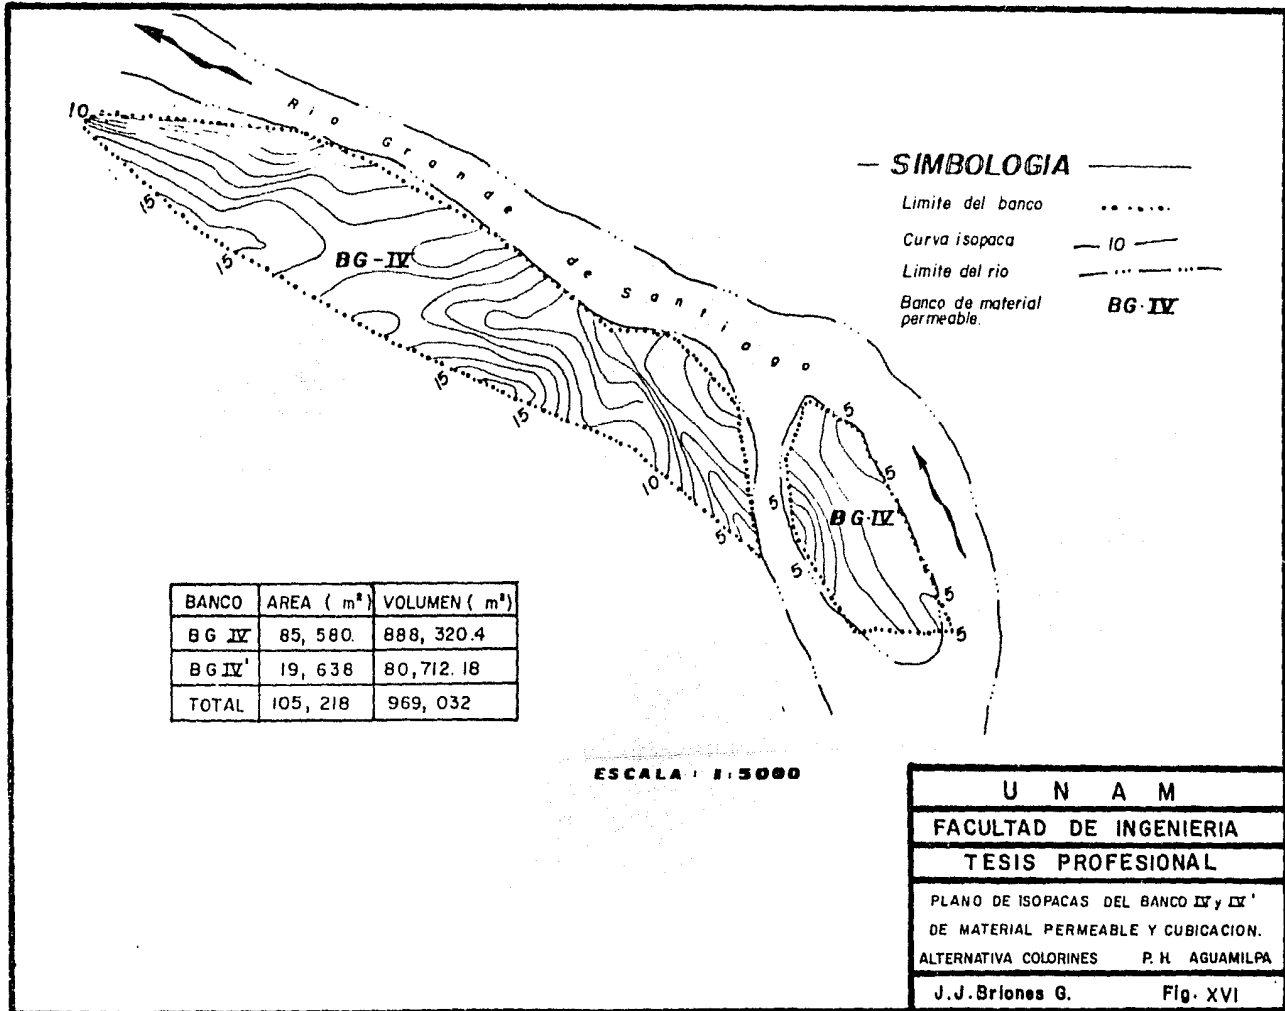 10
Rio Grande de Santiago
15
15
BG-IV'
15
15
10
5
5
5
5
5
BG-IV'
5
5
— SIMBOLOGIA —
Limite del banco
Curva isopaca — 10 —
Limite del rio
Banco de material BG-IV
permeable.
BANCO AREA ( m²) VOLUMEN ( m³)
BG IV 85, 580. 888, 320.4
BG IV' 19, 638 80,712.18
TOTAL 105, 218 969, 032
ESCALA : 1:5000
U N A M
FACULTAD DE INGENIERIA
TESIS PROFESIONAL
PLANO DE ISOPACAS DEL BANCO IV y IV'
DE MATERIAL PERMEABLE Y CUBICACION.
ALTERNATIVA COLORINES P. H. AGUAMILPA
J.J.Briones G. Fig. XVI